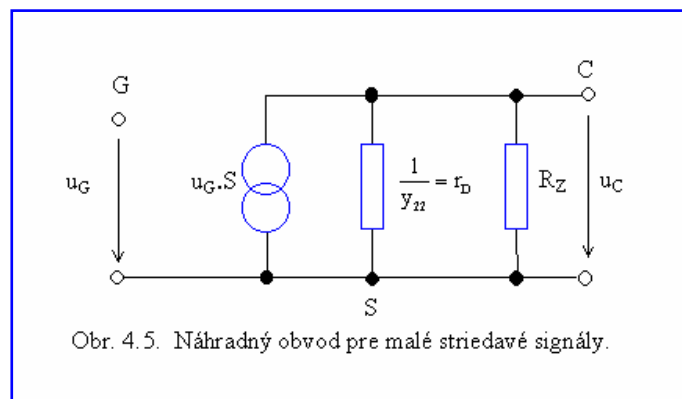 G
C
u_G
u_G.S
1/y_22 = r_D
R_Z
u_C
S
Obr. 4.5. Náhradný obvod pre malé striedavé signály.